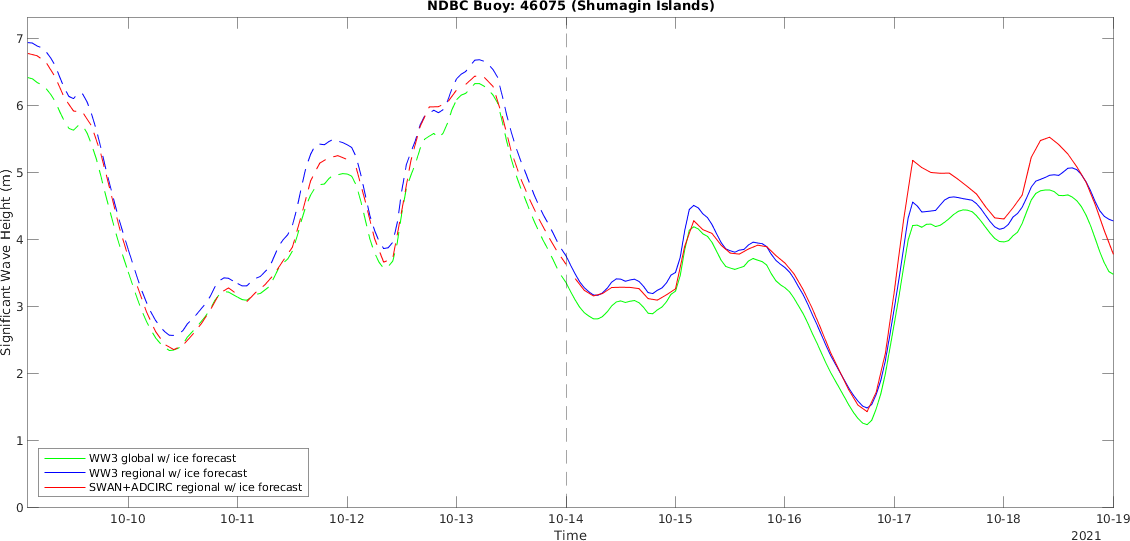 NDBC Buoy: 46075 (Shumagin Islands)
Significant Wave Height (m)
7
6
5
4
3
2
1
0
WW3 global w/ ice forecast
WW3 regional w/ ice forecast
SWAN+ADCIRC regional w/ ice forecast
10-10 10-11 10-12 10-13 10-14 10-15 10-16 10-17 10-18 10-19
Time
2021